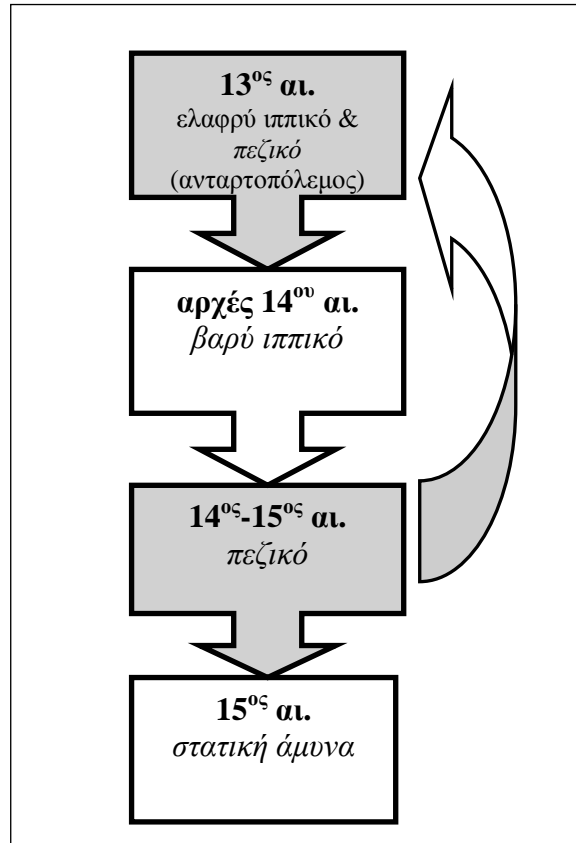 13ος αι.
ελαφρύ ιππικό &
πεζικό
(ανταρτοπόλεμος)
αρχές 14ου αι.
βαρύ ιππικό
14ος-15ος αι.
πεζικό
15ος αι.
στατική άμυνα